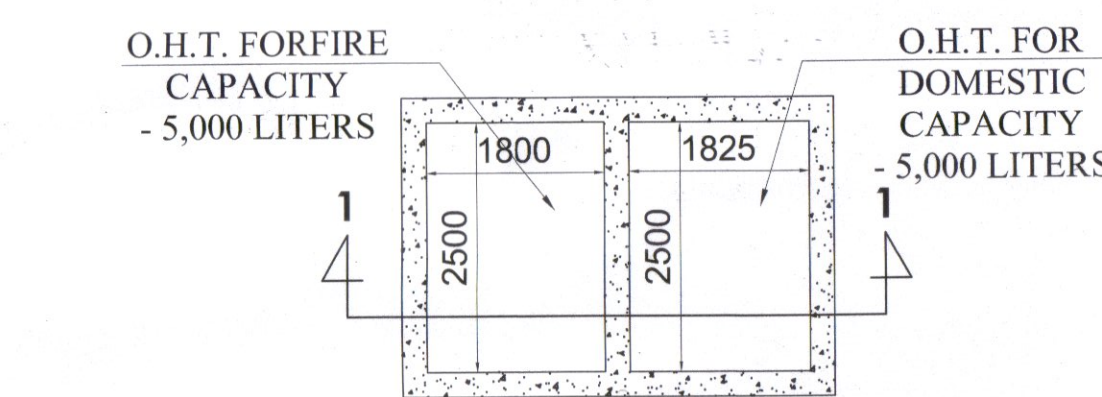 O.H.T. FORFIRE
CAPACITY
- 5,000 LITERS
O.H.T. FOR
DOMESTIC
CAPACITY
- 5,000 LITERS
1800
1825
2500
2500
1
1